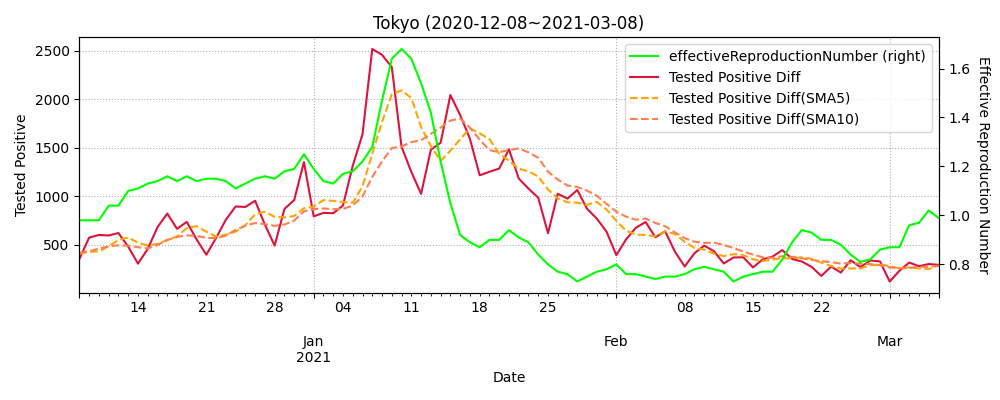 Tokyo (2020-12-08~2021-03-08)
effectiveReproductionNumber (right)
Tested Positive Diff
Tested Positive Diff(SMA5)
Tested Positive Diff(SMA10)
Tested Positive
2500
2000
1500
1000
500
1.6
1.4
1.2
1.0
0.8
Effective Reproduction Number
14 21 28 04 11 18 25 08 15 22
Jan Feb Mar
2021
Date